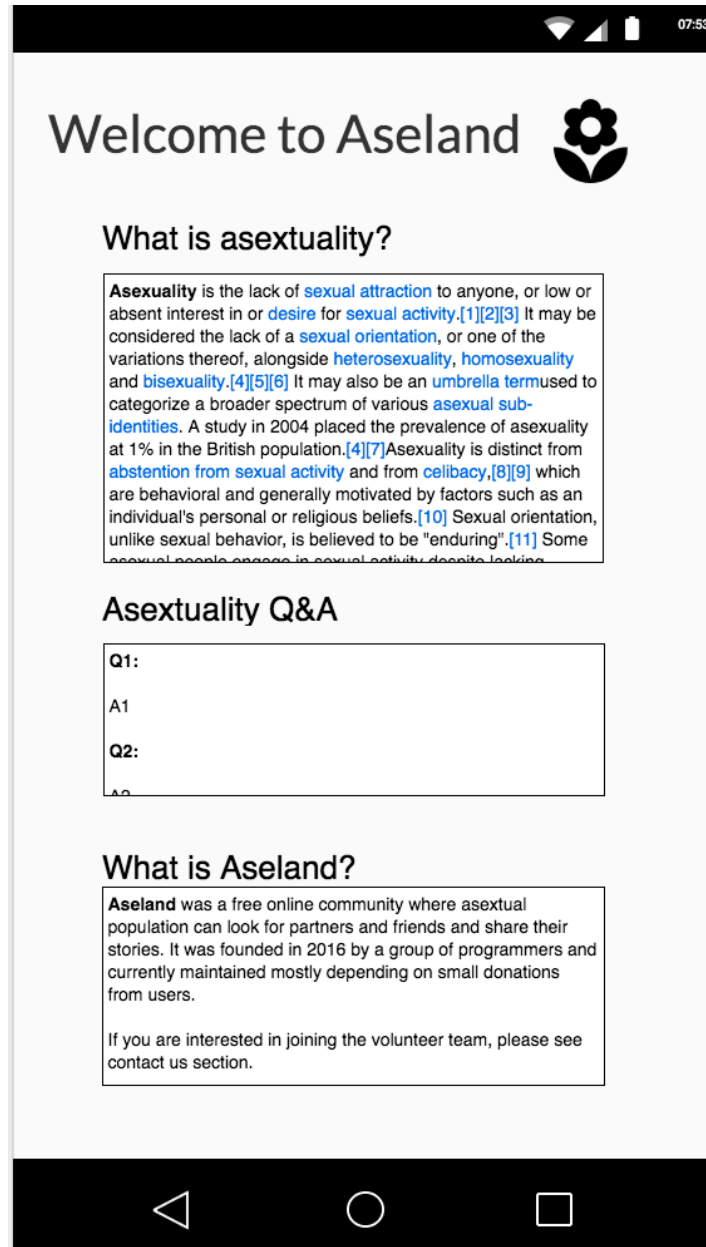 07:53
Welcome to Aseland
What is asextuality?
Asexuality is the lack of sexual attraction to anyone, or low or
absent interest in or desire for sexual activity.[1][2][3] It may be
considered the lack of a sexual orientation, or one of the
variations thereof, alongside heterosexuality, homosexuality
and bisexuality.[4][5][6] It may also be an umbrella termused to
categorize a broader spectrum of various asexual sub-
identities. A study in 2004 placed the prevalence of asexuality
at 1% in the British population.[4][7]Asexuality is distinct from
abstention from sexual activity and from celibacy,[8][9] which
are behavioral and generally motivated by factors such as an
individual's personal or religious beliefs.[10] Sexual orientation,
unlike sexual behavior, is believed to be "enduring".[11] Some
asexual people engage in sexual activity despite lacking
Asextuality Q&A
Q1:
A1
Q2:
A2
What is Aseland?
Aseland was a free online community where asextual
population can look for partners and friends and share their
stories. It was founded in 2016 by a group of programmers and
currently maintained mostly depending on small donations
from users.
If you are interested in joining the volunteer team, please see
contact us section.